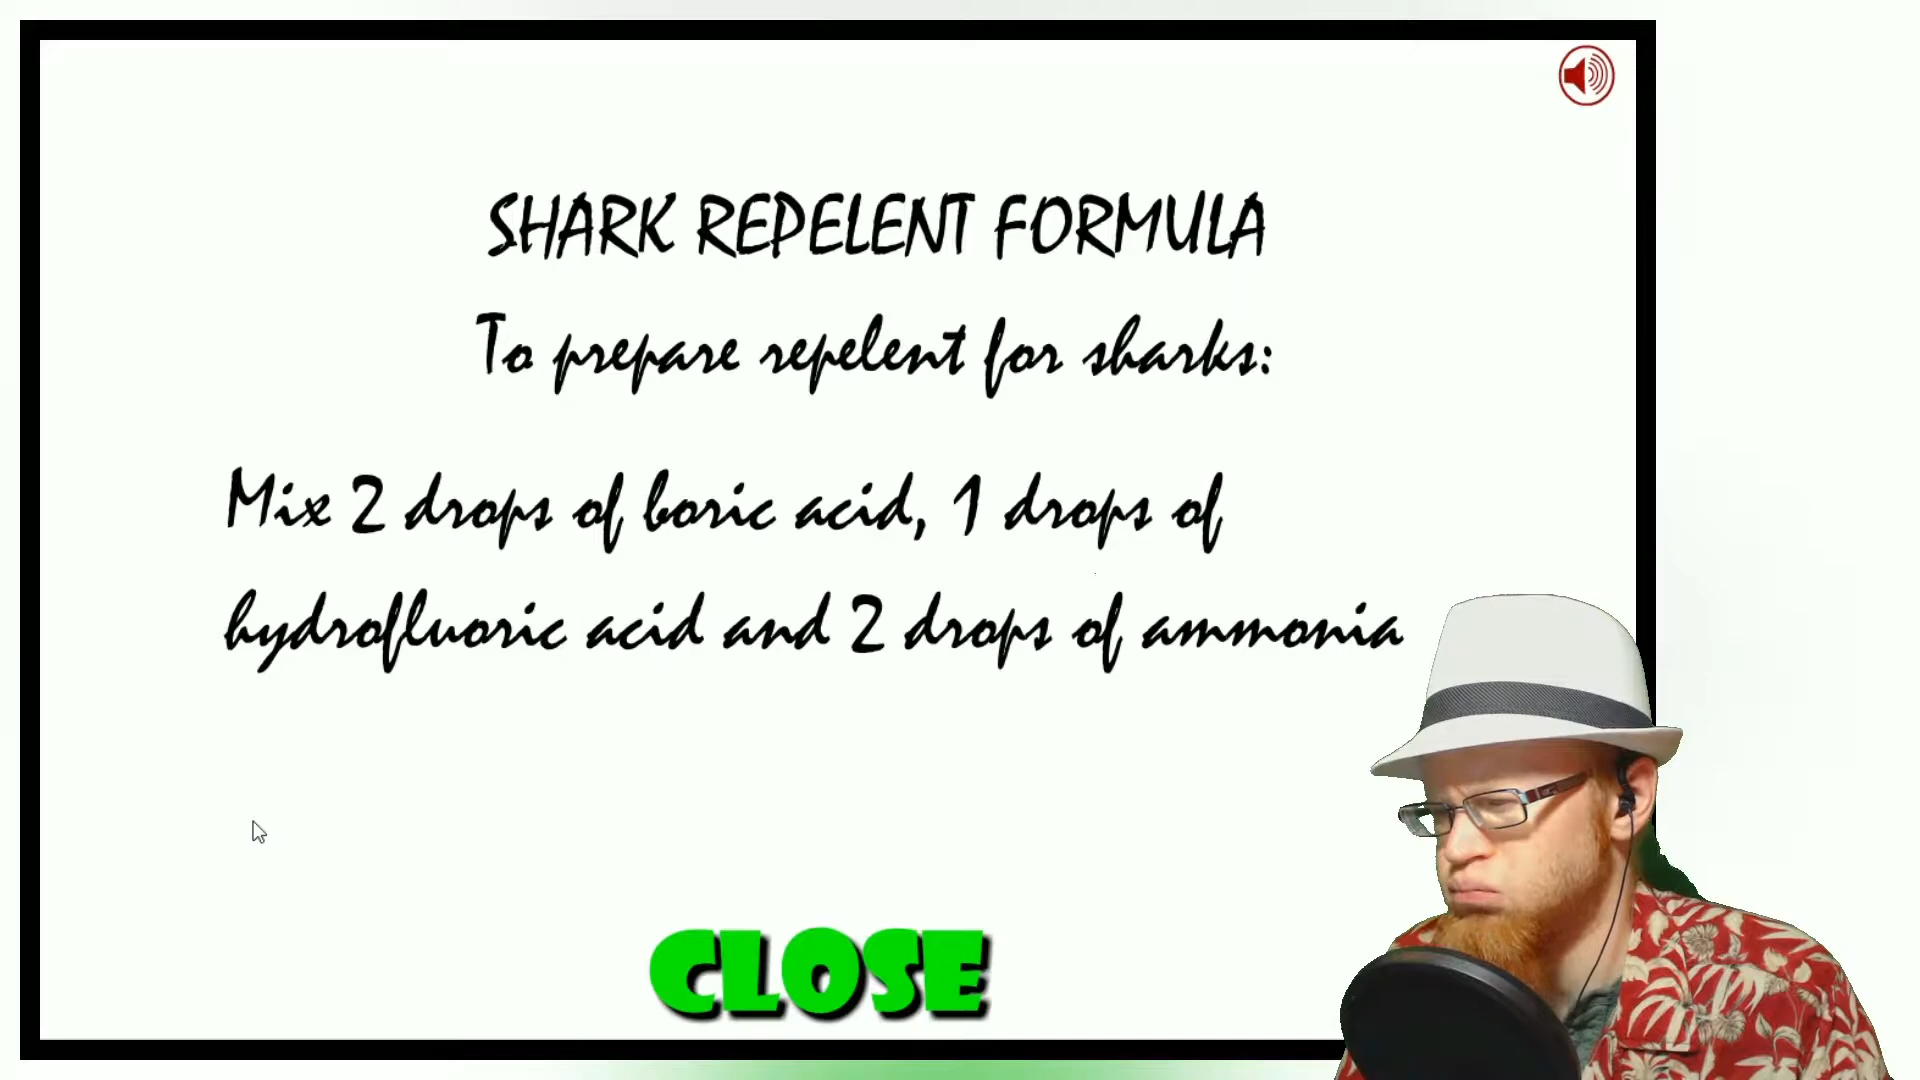 SHARK REPELENT FORMULA
To prepare repelent for sharks:
Mix 2 drops of boric acid, 1 drops of
hydrofluoric acid and 2 drops of ammonia
CLOSE